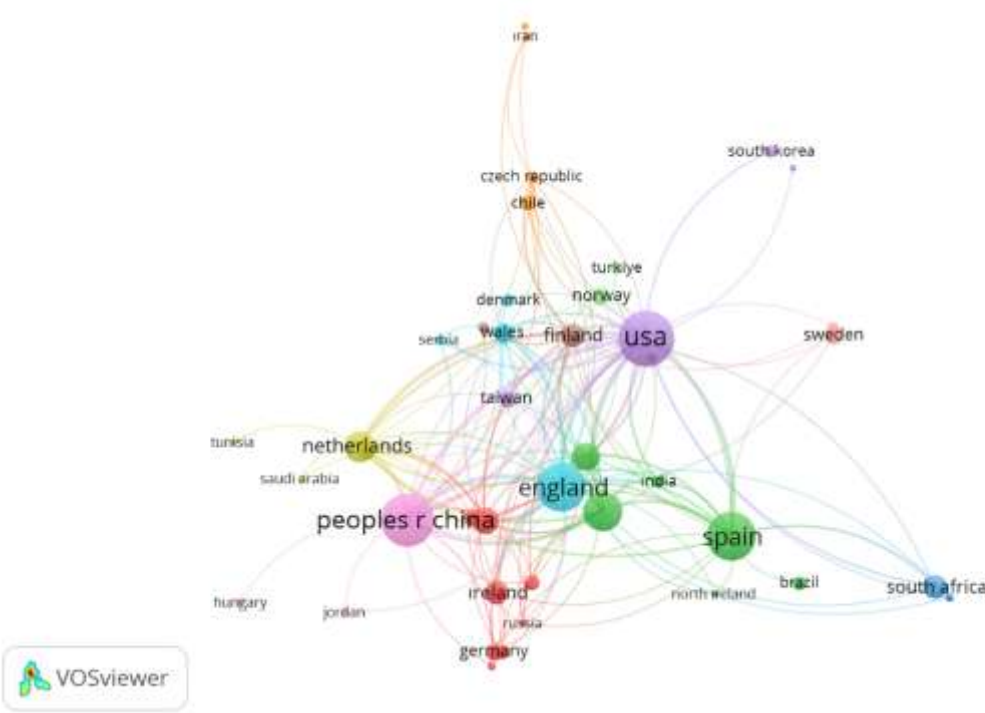 iran
south korea
czech republic
chile
turkiye
norway
denmark
wales
finland
usa
serbia
sweden
taiwan
tunisia
netherlands
saudi arabia
india
england
peoples r china
spain
brazil
north ireland
south africa
ireland
hungary
jordan
russia
germany
VOSviewer